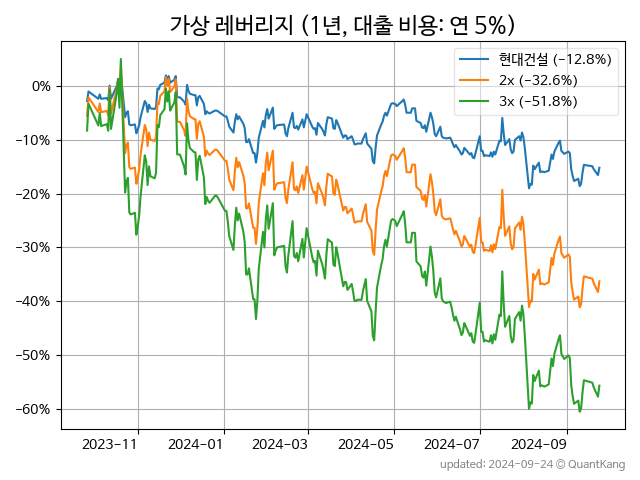 가상 레버리지 (1년, 대출 비용: 연 5%)
현대건설 (−12.8%)
2x (−32.6%)
3x (−51.8%)
0%
−10%
−20%
−30%
−40%
−50%
−60%
2023-11
2024-01
2024-03
2024-05
2024-07
2024-09
updated: 2024-09-24 @ QuantKang